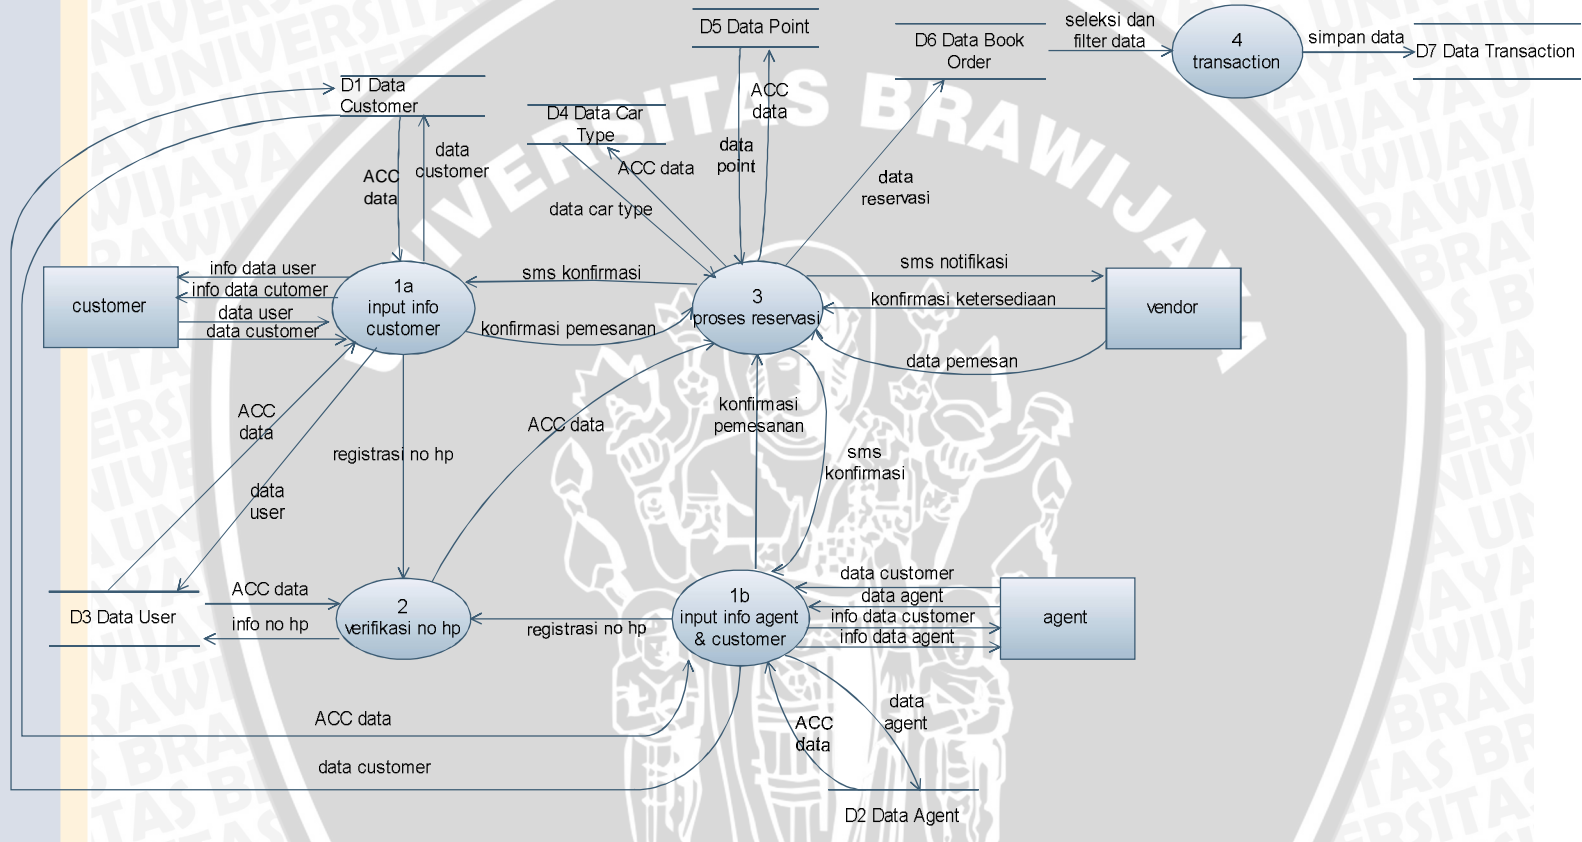 D5 Data Point
seleksi dan
filter data
4
transaction
simpan data
D7 Data Transaction
D6 Data Book
Order
D1 Data
Customer
D4 Data Car
Type
ACC
data
data
point
ACC data
data
customer
ACC
data
data car type
data
reservasi
UNIVERSITAS BRAWIJAYA
customer
info data user
info data cutomer
data user
data customer
1a
input info
customer
sms konfirmasi
konfirmasi pemesanan
3
proses reservasi
sms notifikasi
konfirmasi ketersediaan
data pemesan
vendor
ACC
data
data
user
registrasi no hp
ACC data
konfirmasi
pemesanan
sms
konfirmasi
D3 Data User
ACC data
info no hp
2
verifikasi no hp
registrasi no hp
1b
input info agent
& customer
data customer
data agent
info data customer
info data agent
agent
ACC data
data customer
ACC
data
data
agent
D2 Data Agent